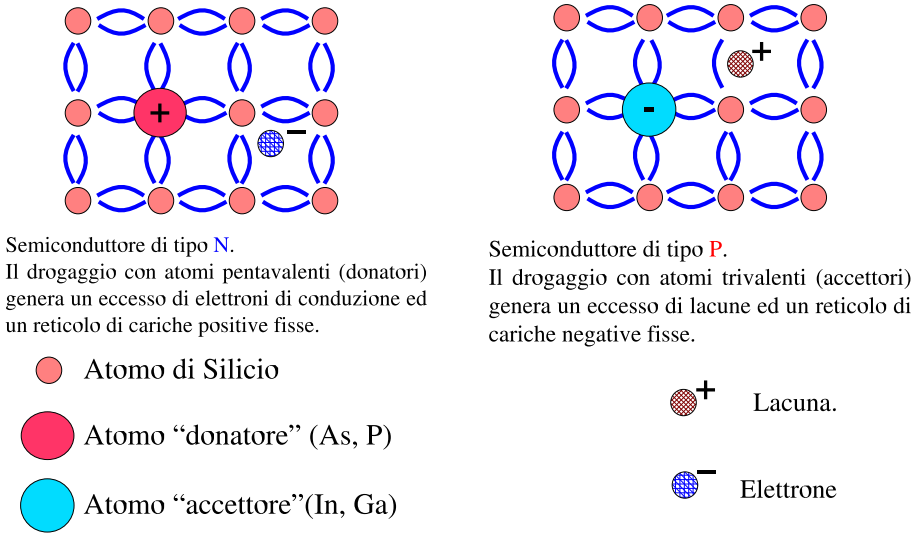 +
-
+
-
Semiconduttore di tipo N.
Il drogaggio con atomi pentavalenti (donatori)
genera un eccesso di elettroni di conduzione ed
un reticolo di cariche positive fisse.
Semiconduttore di tipo P.
Il drogaggio con atomi trivalenti (accettori)
genera un eccesso di lacune ed un reticolo di
cariche negative fisse.
Atomo di Silicio
Atomo “donatore” (As, P)
Atomo “accettore”(In, Ga)
+
Lacuna.
-
Elettrone